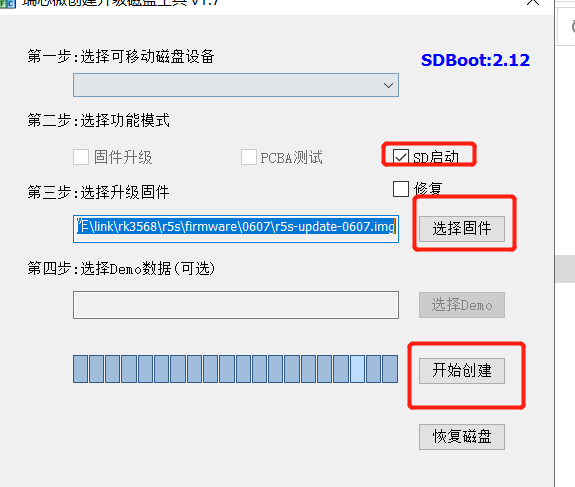 瑞芯微创建升级磁盘工具 V1.7
第一步:选择可移动磁盘设备
SDBoot:2.12
第二步:选择功能模式
固件升级
PCBA测试
SD启动
第三步:选择升级固件
修复
E\link\rk3568\r5s\firmware\0607\r5s-update-0607.img
选择固件
第四步:选择Demo数据(可选)
选择Demo
开始创建
恢复磁盘